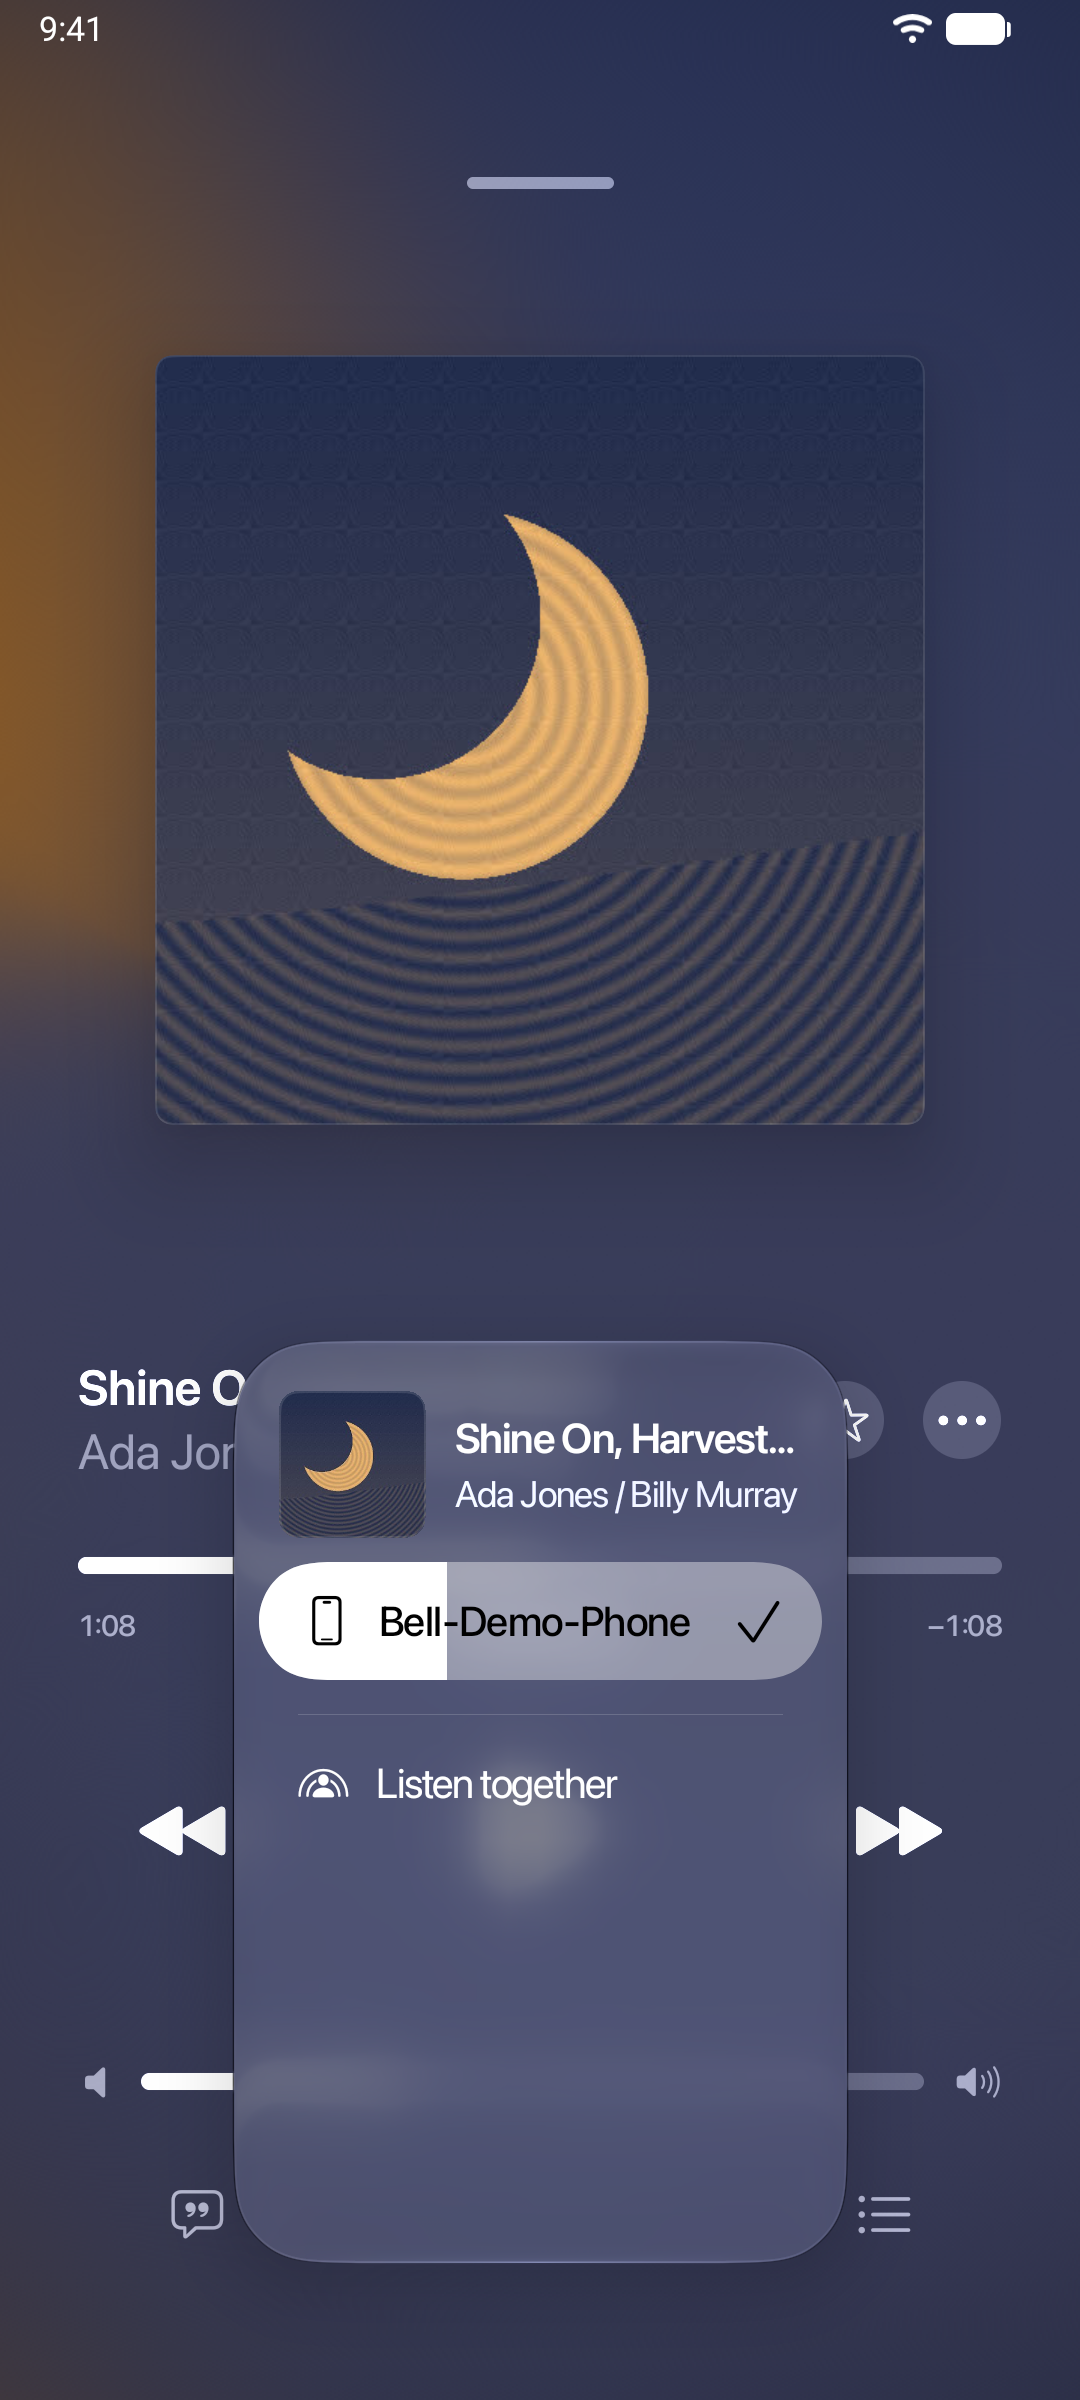 9:41
Shine O
Ada Jor
Shine On, Harvest...
Ada Jones / Billy Murray
Bell-Demo-Phone
1:08
–1:08
Listen together